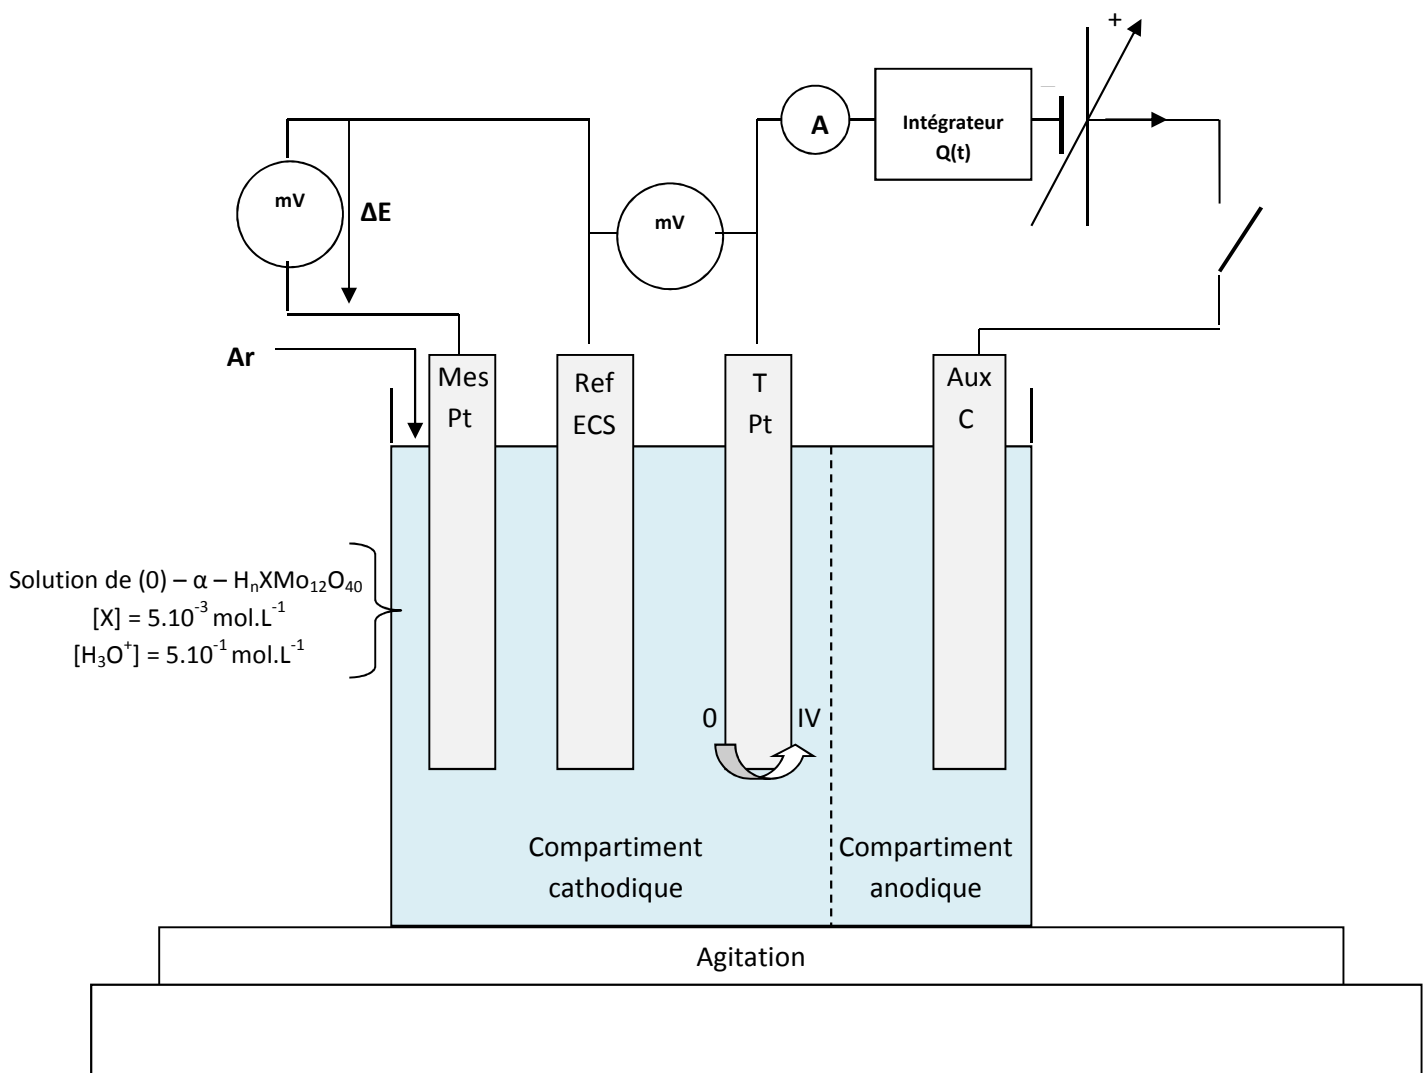 +
–
A
Intégrateur
Q(t)
mV
ΔE
mV
Ar
Mes
Pt
Ref
ECS
T
Pt
Aux
C
Solution de (0) – α – HₙXMo₁₂O₄₀
[X] = 5.10⁻³ mol.L⁻¹
[H₃O⁺] = 5.10⁻¹ mol.L⁻¹
0
IV
Compartiment
cathodique
Compartiment
anodique
Agitation